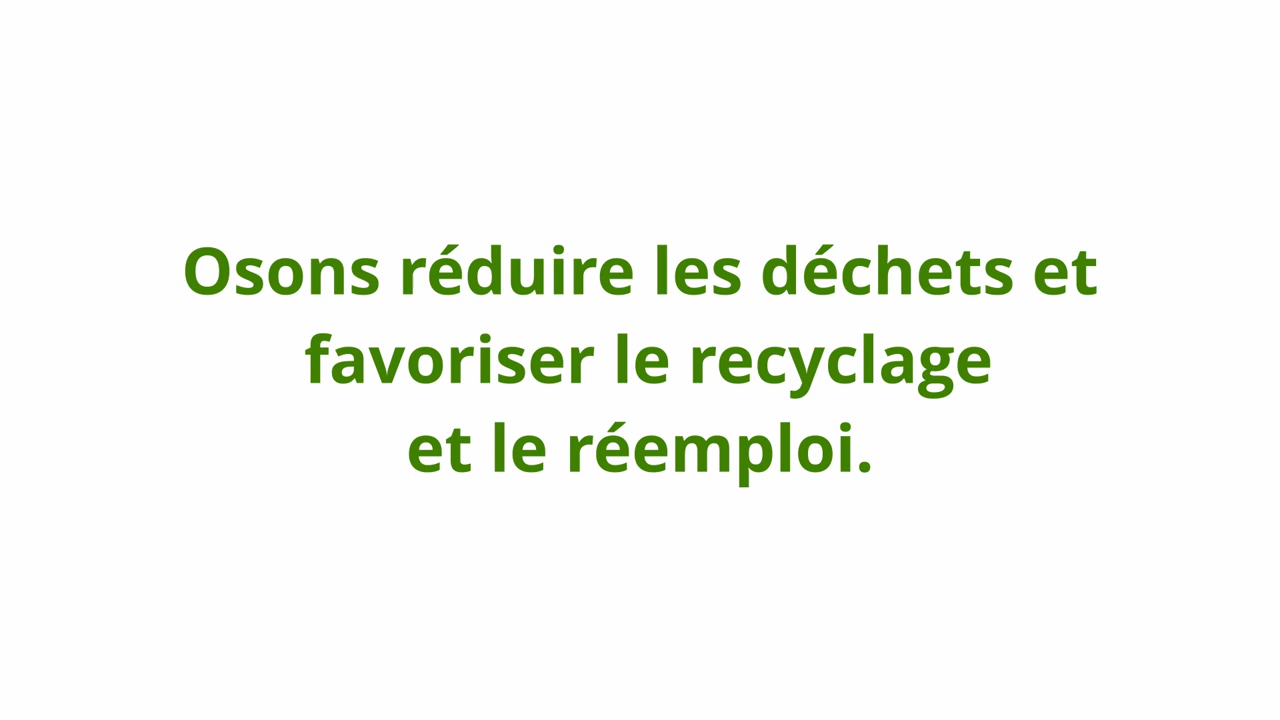 Osons réduire les déchets et
favoriser le recyclage
et le réemploi.